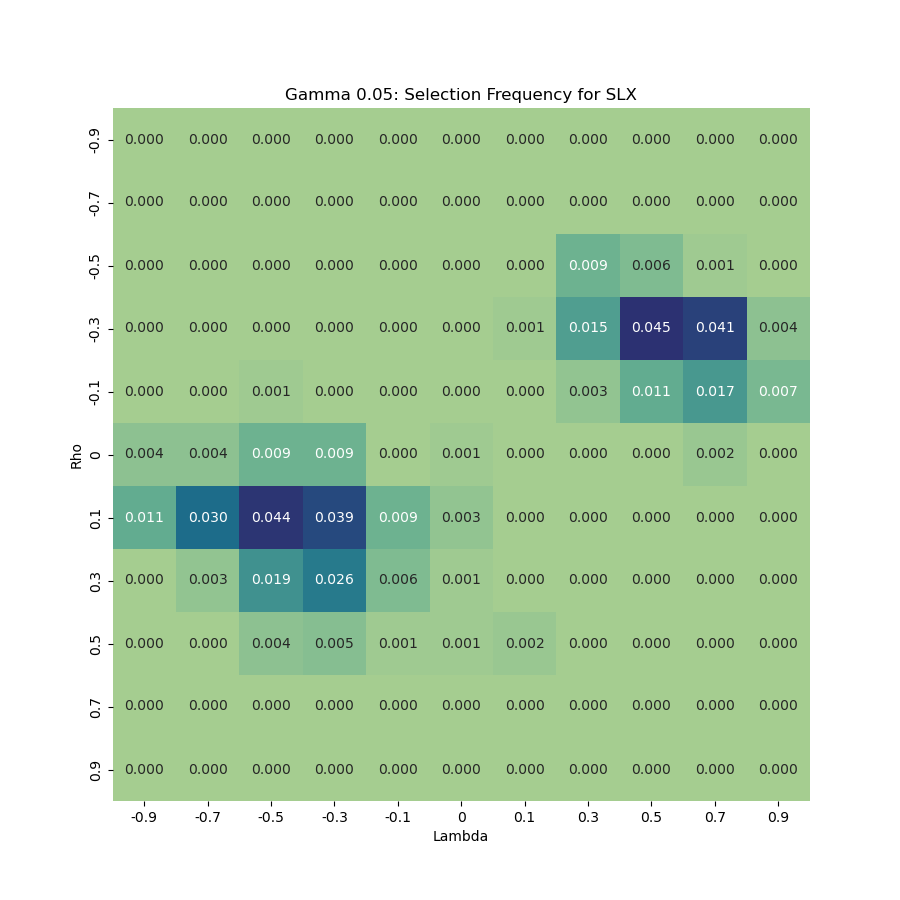 Gamma 0.05: Selection Frequency for SLX
-0.9 0.000 0.000 0.000 0.000 0.000 0.000 0.000 0.000 0.000 0.000 0.000
-0.7 0.000 0.000 0.000 0.000 0.000 0.000 0.000 0.000 0.000 0.000 0.000
-0.5 0.000 0.000 0.000 0.000 0.000 0.000 0.000 0.009 0.006 0.001 0.000
-0.3 0.000 0.000 0.000 0.000 0.000 0.000 0.001 0.015 0.045 0.041 0.004
-0.1 0.000 0.000 0.001 0.000 0.000 0.000 0.000 0.003 0.011 0.017 0.007
Rho
0 0.004 0.004 0.009 0.009 0.000 0.001 0.000 0.000 0.000 0.002 0.000
0.1 0.011 0.030 0.044 0.039 0.009 0.003 0.000 0.000 0.000 0.000 0.000
0.3 0.000 0.003 0.019 0.026 0.006 0.001 0.000 0.000 0.000 0.000 0.000
0.5 0.000 0.000 0.004 0.005 0.001 0.001 0.002 0.000 0.000 0.000 0.000
0.7 0.000 0.000 0.000 0.000 0.000 0.000 0.000 0.000 0.000 0.000 0.000
0.9 0.000 0.000 0.000 0.000 0.000 0.000 0.000 0.000 0.000 0.000 0.000
-0.9 -0.7 -0.5 -0.3 -0.1 0 0.1 0.3 0.5 0.7 0.9
Lambda